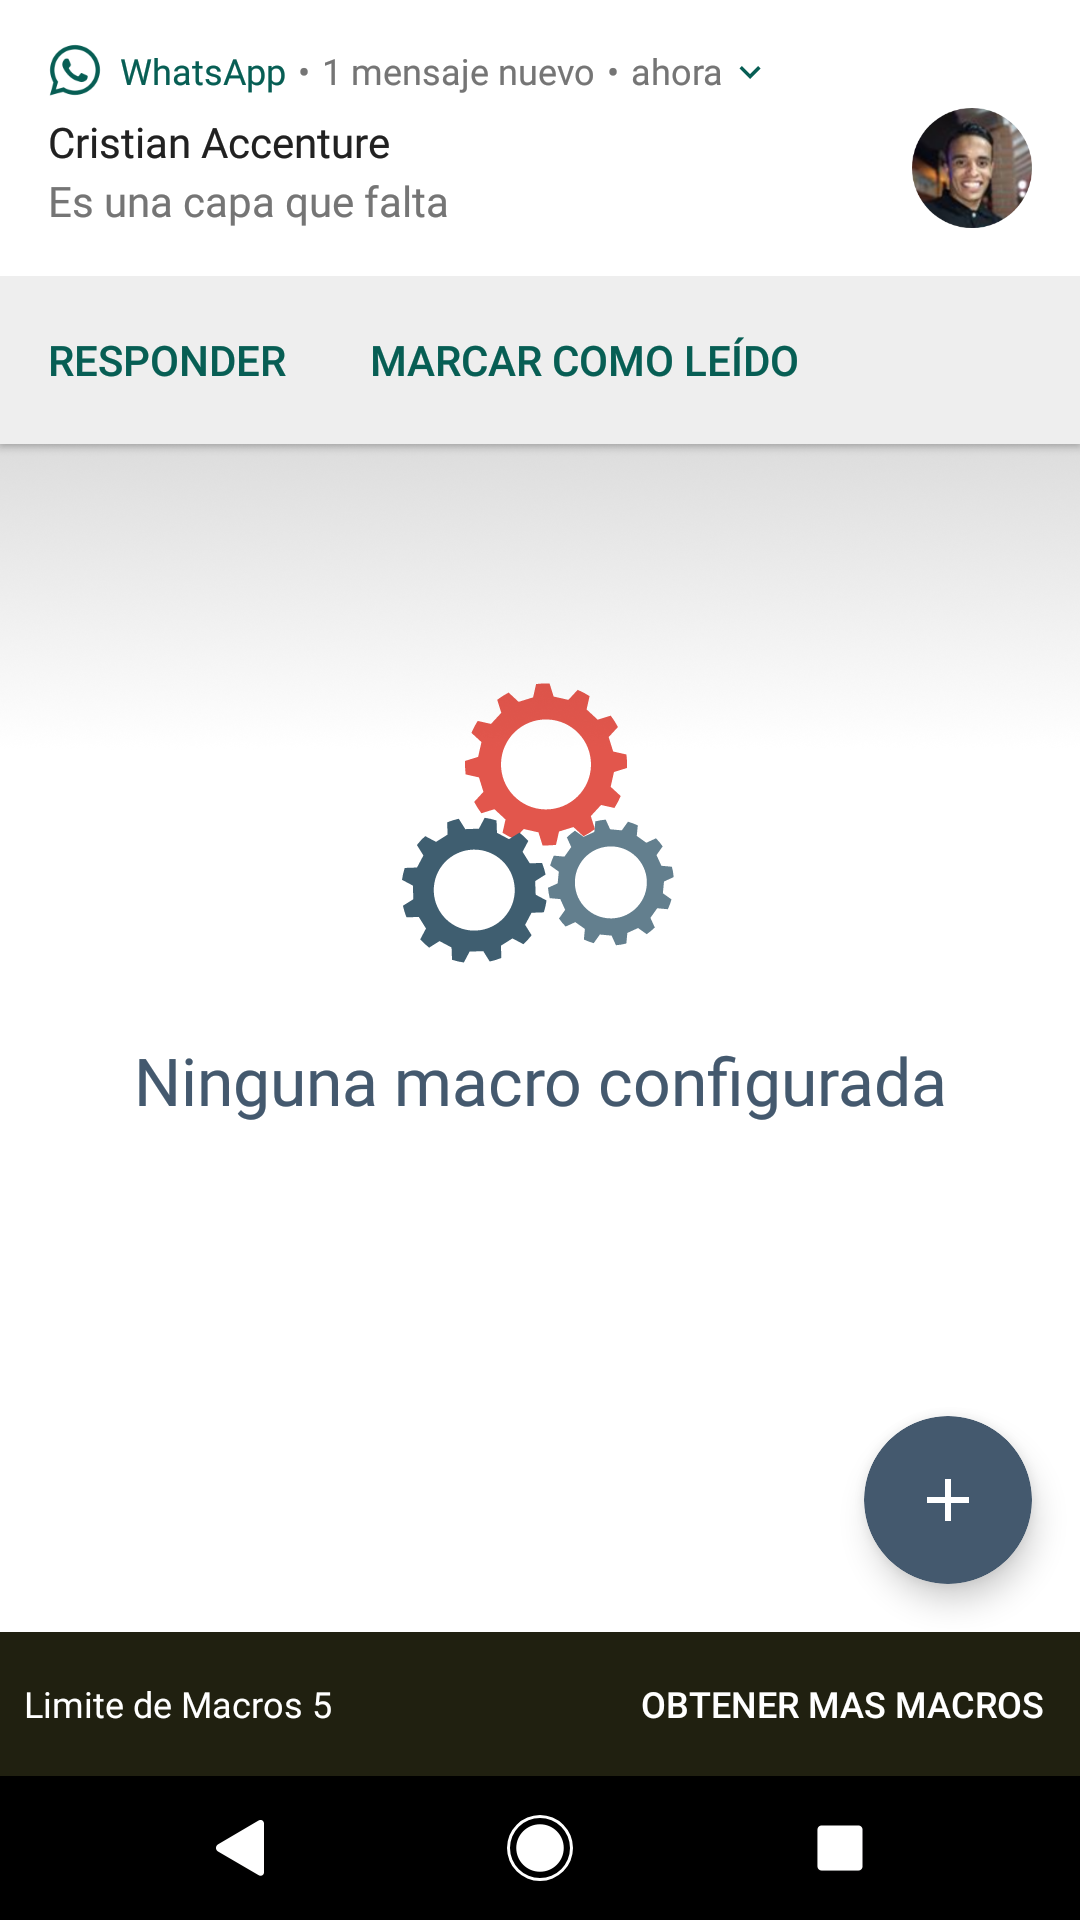 WhatsApp • 1 mensaje nuevo • ahora
Cristian Accenture
Es una capa que falta
RESPONDER MARCAR COMO LEÍDO
Ninguna macro configurada
Limite de Macros 5 OBTENER MAS MACROS